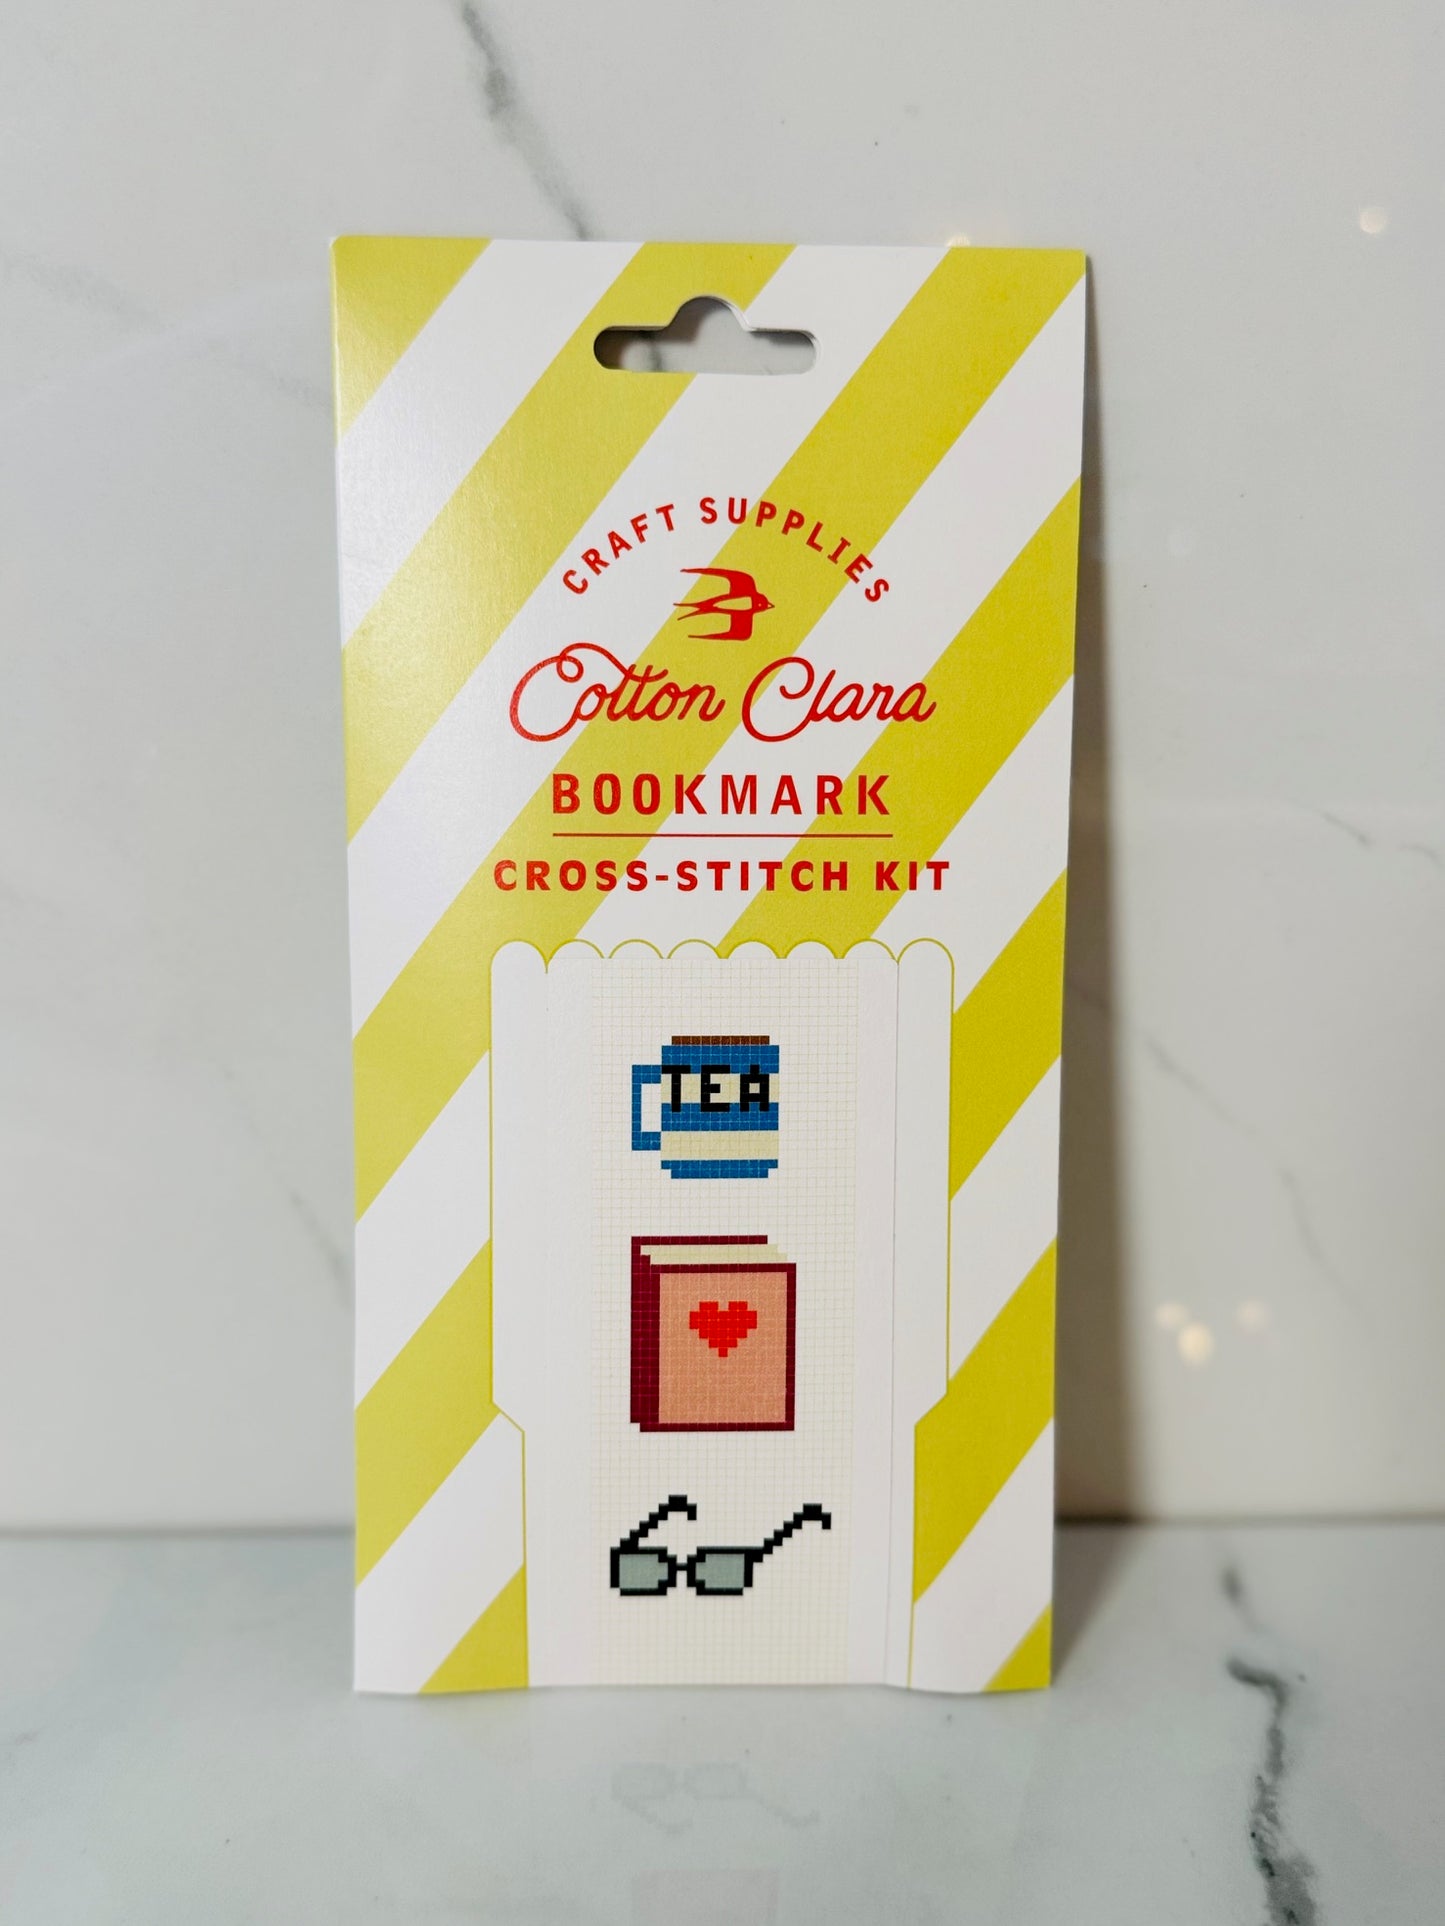 CRAFT SUPPLIES
Cotton Clara
BOOKMARK
CROSS-STITCH KIT
TEA